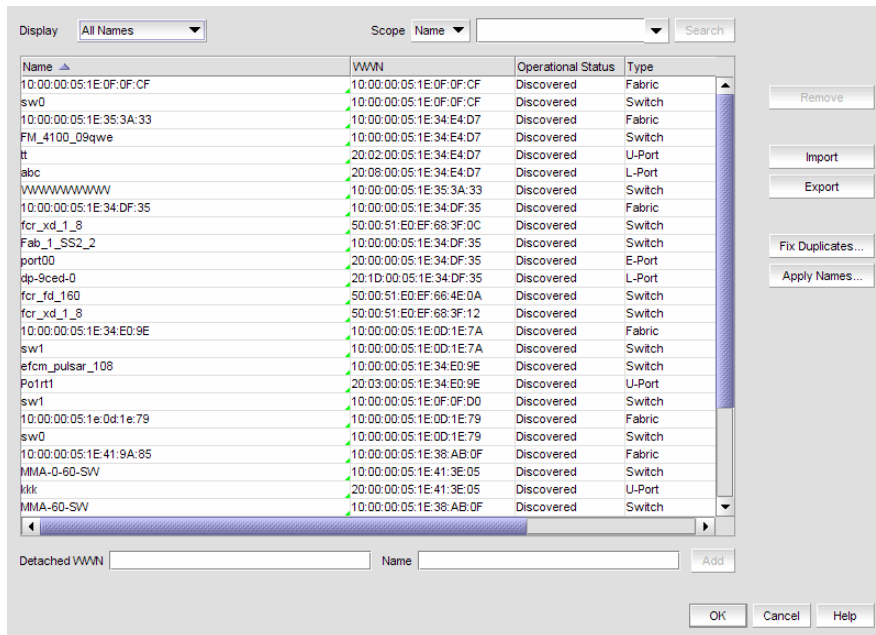 Display All Names Scope Name Search
Name WWN Operational Status Type
10:00:00:05:1E:0F:0F:CF 10:00:00:05:1E:0F:0F:CF Discovered Fabric
sw0 10:00:00:05:1E:0F:0F:CF Discovered Switch
Remove
10:00:00:05:1E:35:3A:33 10:00:00:05:1E:34:E4:D7 Discovered Fabric
FM_4100_09qwe 10:00:00:05:1E:34:E4:D7 Discovered Switch
tt 20:02:00:05:1E:34:E4:D7 Discovered U-Port
Import
abc 20:08:00:05:1E:34:E4:D7 Discovered L-Port
10:00:00:05:1E:35:3A:33 Discovered Switch
Export
10:00:00:05:1E:34:DF:35 10:00:00:05:1E:34:DF:35 Discovered Fabric
fcr_xd_1_8 50:00:51:E0:EF:68:3F:0C Discovered Switch
Fab_1_SS2_2 10:00:00:05:1E:34:DF:35 Discovered Switch
Fix Duplicates...
port00 20:00:00:05:1E:34:DF:35 Discovered E-Port
dp-9ced-0 20:1D:00:05:1E:34:DF:35 Discovered L-Port
Apply Names...
fcr_fd_160 50:00:51:E0:EF:66:4E:0A Discovered Switch
fcr_xd_1_8 50:00:51:E0:EF:68:3F:12 Discovered Switch
10:00:00:05:1E:34:E0:9E 10:00:00:05:1E:0D:1E:7A Discovered Fabric
sw1 10:00:00:05:1E:0D:1E:7A Discovered Switch
efcm_pulsar_108 10:00:00:05:1E:34:E0:9E Discovered Switch
Po1rt1 20:03:00:05:1E:34:E0:9E Discovered U-Port
sw1 10:00:00:05:1E:0F:0F:D0 Discovered Switch
10:00:00:05:1e:0d:1e:79 10:00:00:05:1E:0D:1E:79 Discovered Fabric
sw0 10:00:00:05:1E:0D:1E:79 Discovered Switch
10:00:00:05:1E:41:9A:85 10:00:00:05:1E:38:AB:0F Discovered Fabric
MMA-0-60-SW 10:00:00:05:1E:41:3E:05 Discovered Switch
kkk 20:00:00:05:1E:41:3E:05 Discovered U-Port
MMA-60-SW 10:00:00:05:1E:38:AB:0F Discovered Switch
Detached WWN Name Add
OK Cancel Help